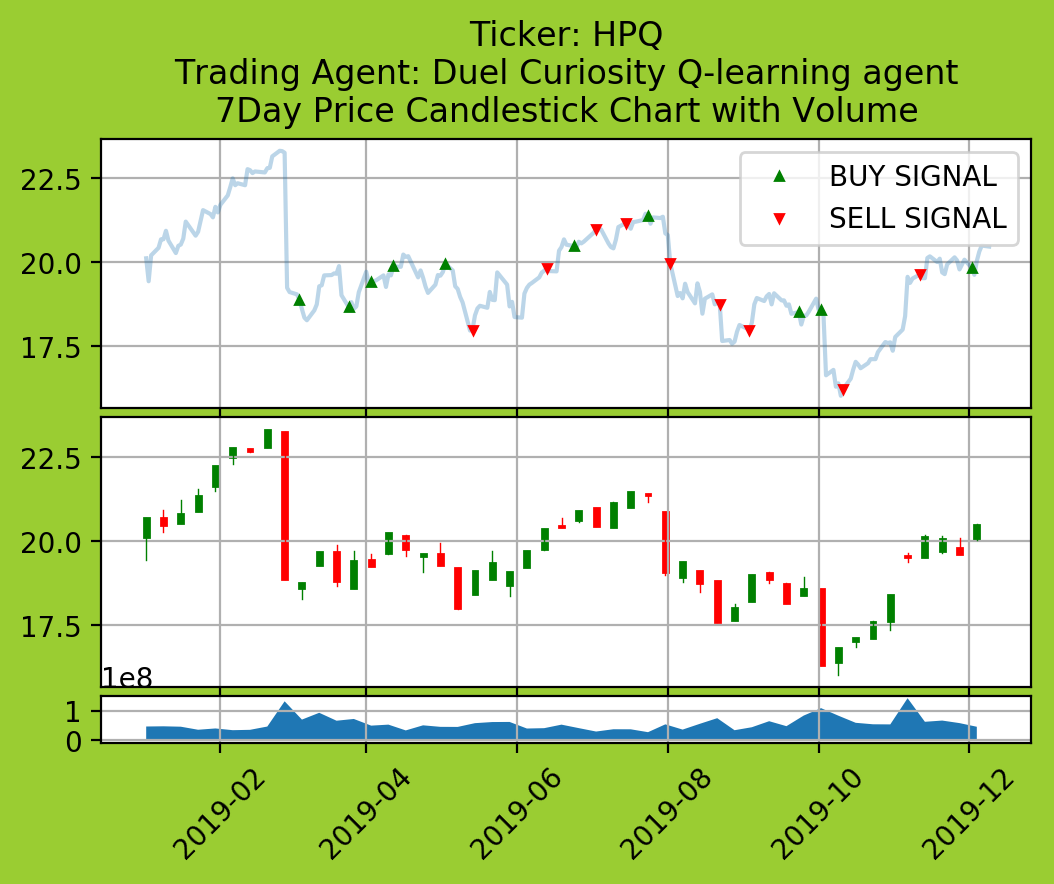 Ticker: HPQ
Trading Agent: Duel Curiosity Q-learning agent
7Day Price Candlestick Chart with Volume
22.5
20.0
17.5
BUY SIGNAL
SELL SIGNAL
22.5
20.0
17.5
1e8
1
0
2019-02
2019-04
2019-06
2019-08
2019-10
2019-12